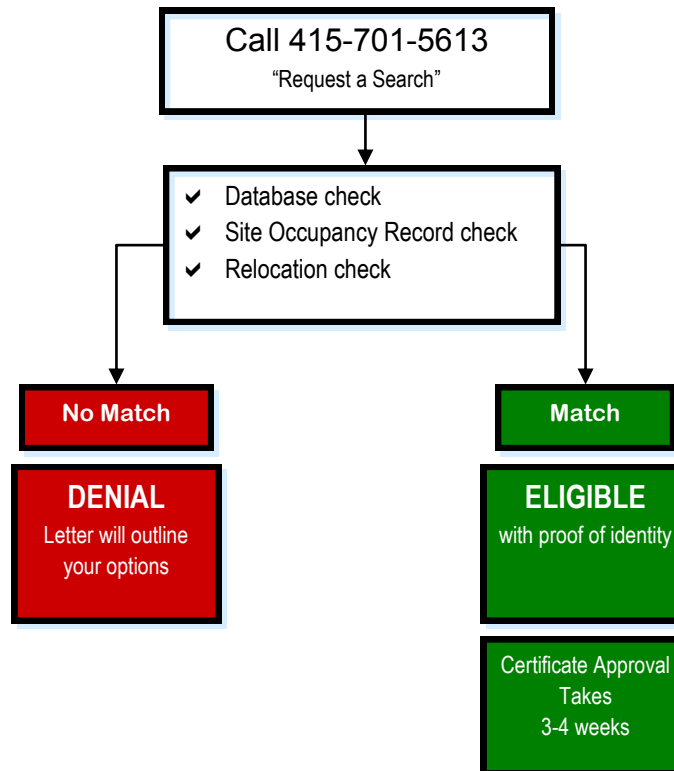 Call 415-701-5613
“Request a Search”
Database check
Site Occupancy Record check
Relocation check
No Match
DENIAL
Letter will outline
your options
Match
ELIGIBLE
with proof of identity
Certificate Approval
Takes
3-4 weeks